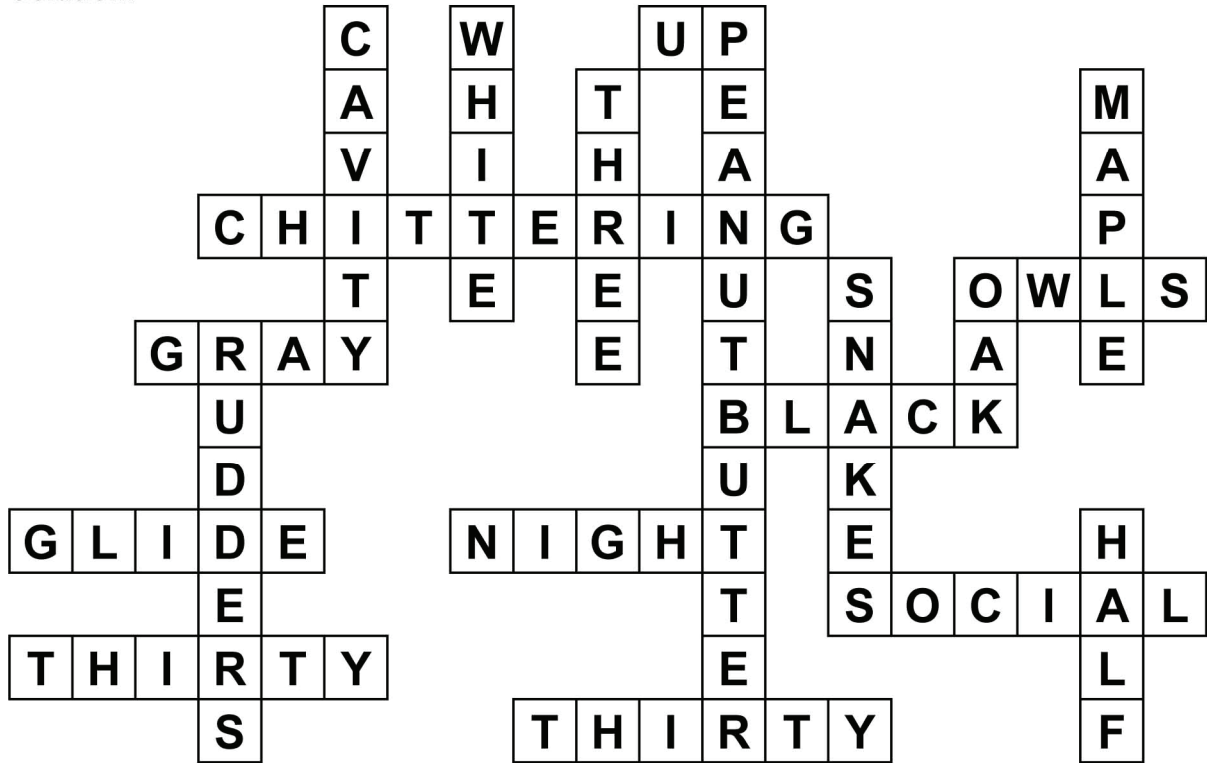 C W U P
A H T E M
V I H A A
C H I T T E R I N G P
T E E U S O W L S
G R A Y E T N A E
U B L A C K
D U K
G L I D E N I G H T E H
E T S O C I A L
T H I R T Y E L
S T H I R T Y F